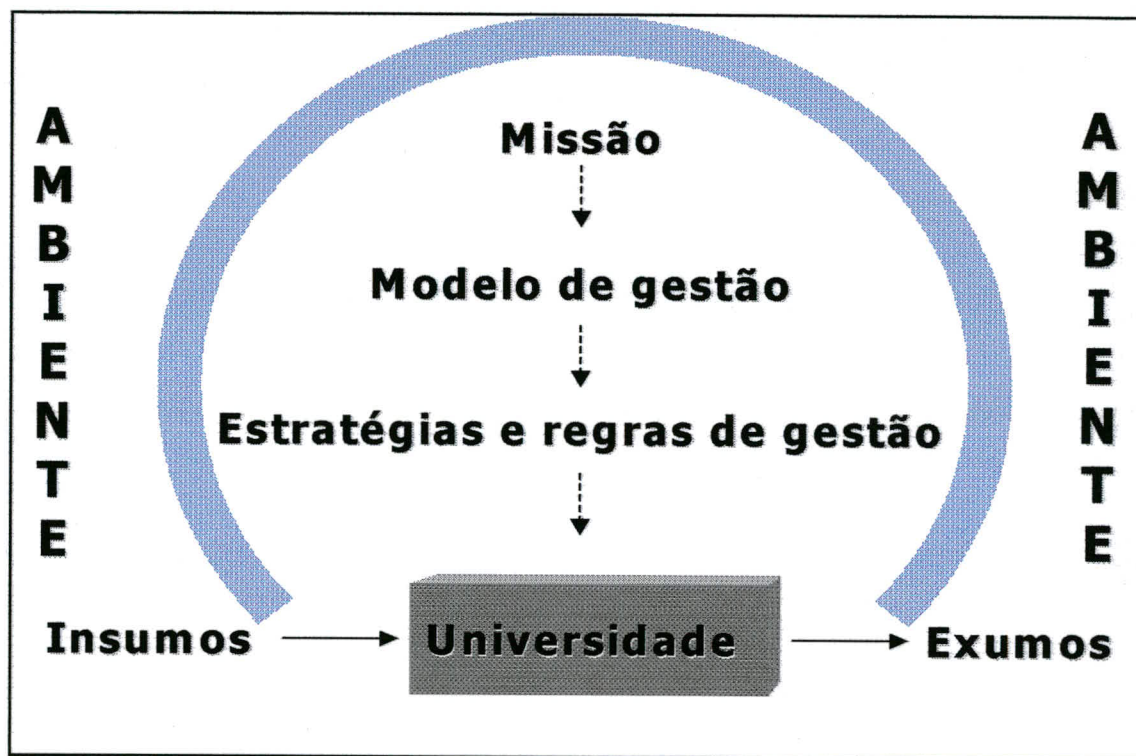 AMBIENTE
Missão
Modelo de gestão
Estratégias e regras de gestão
Insumos
Universidade
Exumos
AMBIENTE